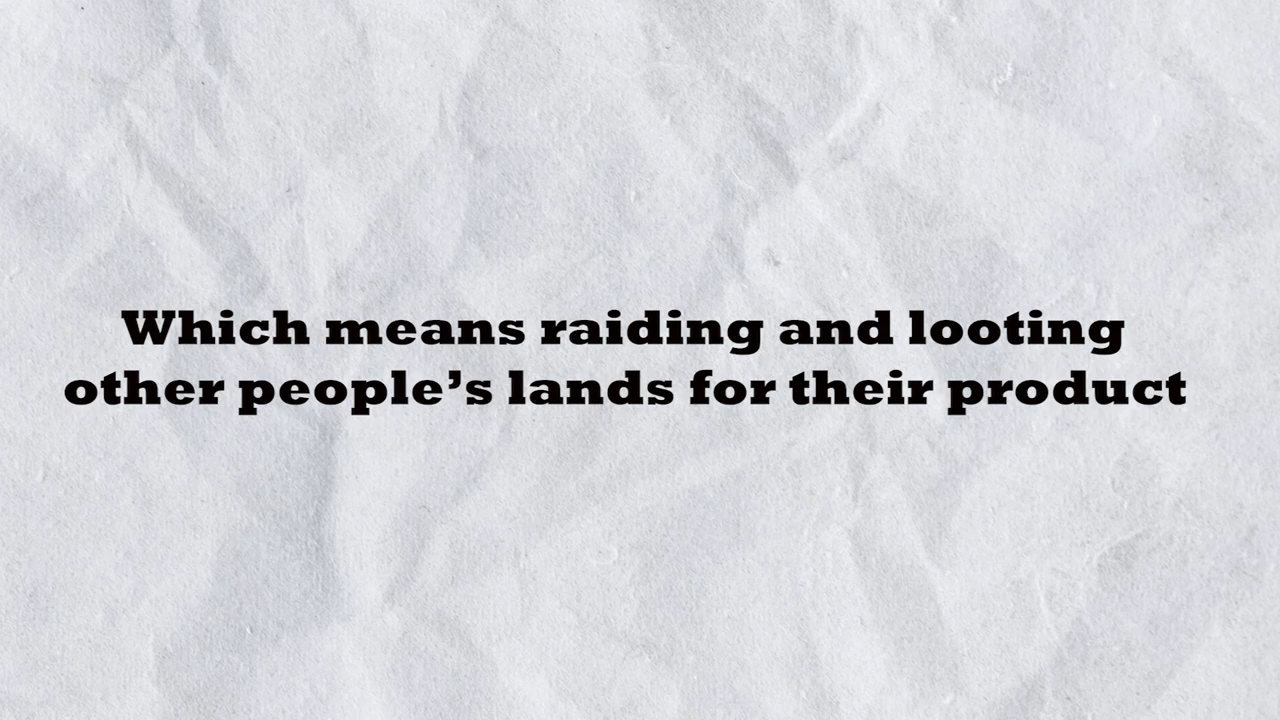 Which means raiding and looting
other people’s lands for their product